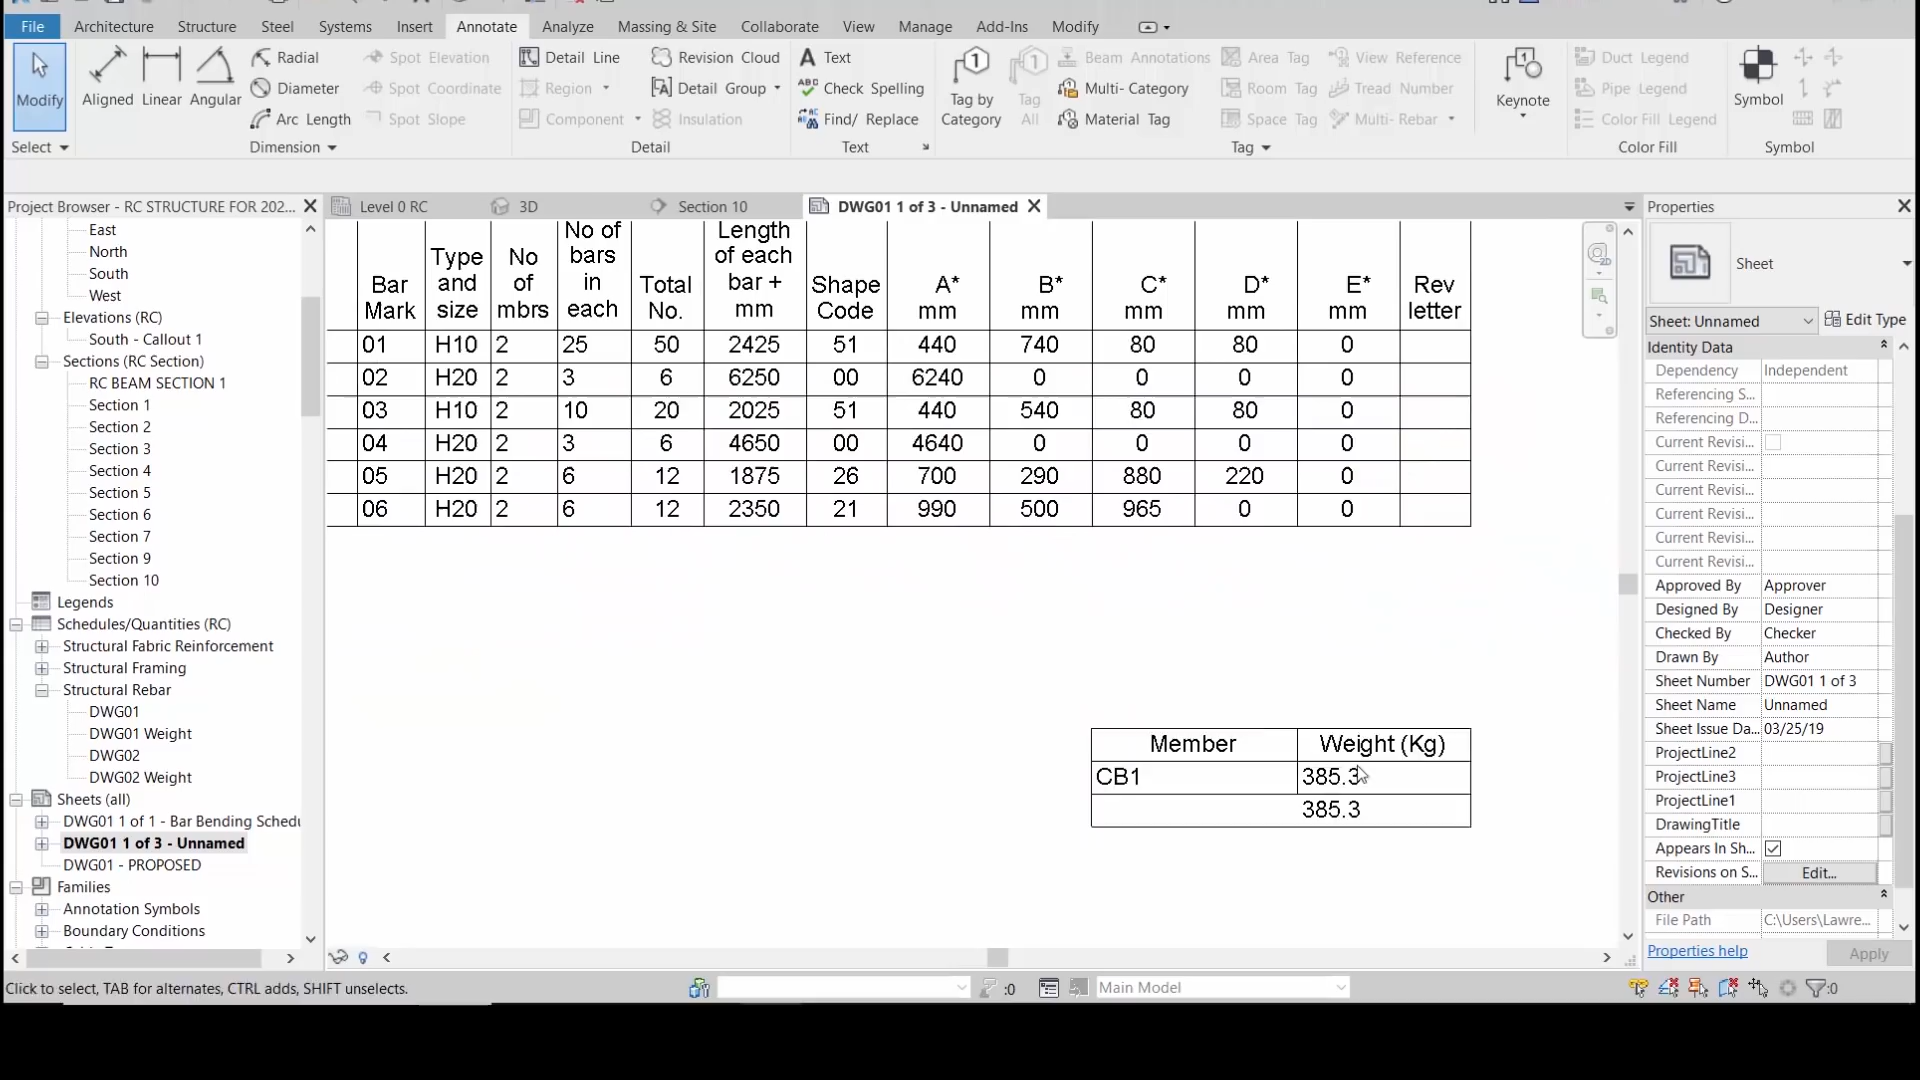 File Architecture Structure Steel Systems Insert Annotate Analyze Massing & Site Collaborate View Manage Add-Ins Modify
Modify
Aligned
Linear
Angular
Radial
Diameter
Arc Length
Spot Elevation
Spot Coordinate
Spot Slope
Detail Line
Region
Component
Revision Cloud
Detail Group
Insulation
Text
Check Spelling
Find/ Replace
Tag by
Category
Tag
All
Beam Annotations
Multi- Category
Material Tag
Area Tag
Room Tag
Space Tag
View Reference
Tread Number
Multi- Rebar
Keynote
Duct Legend
Pipe Legend
Color Fill Legend
Symbol
Select Dimension Detail Text Tag Color Fill Symbol
Project Browser - RC STRUCTURE FOR 202...
East
North
South
West
Elevations (RC)
South - Callout 1
Sections (RC Section)
RC BEAM SECTION 1
Section 1
Section 2
Section 3
Section 4
Section 5
Section 6
Section 7
Section 9
Section 10
Legends
Schedules/Quantities (RC)
Structural Fabric Reinforcement
Structural Framing
Structural Rebar
DWG01
DWG01 Weight
DWG02
DWG02 Weight
Sheets (all)
DWG01 1 of 1 - Bar Bending Schedu
DWG01 1 of 3 - Unnamed
DWG01 - PROPOSED
Families
Annotation Symbols
Boundary Conditions
Level 0 RC 3D Section 10 DWG01 1 of 3 - Unnamed
Bar
Mark
Type
and
size
No
of
mbrs
No of
bars
in
each
Total
No.
Length
of each
bar +
mm
Shape
Code
A*
mm
B*
mm
C*
mm
D*
mm
E*
mm
Rev
letter
01 H10 2 25 50 2425 51 440 740 80 80 0
02 H20 2 3 6 6250 00 6240 0 0 0 0
03 H10 2 10 20 2025 51 440 540 80 80 0
04 H20 2 3 6 4650 00 4640 0 0 0 0
05 H20 2 6 12 1875 26 700 290 880 220 0
06 H20 2 6 12 2350 21 990 500 965 0 0
Member Weight (Kg)
CB1 385.3
385.3
Properties
Sheet
Sheet: Unnamed Edit Type
Identity Data
Dependency Independent
Referencing S...
Referencing D...
Current Revisi...
Current Revisi...
Current Revisi...
Current Revisi...
Current Revisi...
Current Revisi...
Approved By Approver
Designed By Designer
Checked By Checker
Drawn By Author
Sheet Number DWG01 1 of 3
Sheet Name Unnamed
Sheet Issue Da... 03/25/19
ProjectLine2
ProjectLine3
ProjectLine1
DrawingTitle
Appears In Sh...
Revisions on S... Edit...
Other
File Path C:\Users\Lawre...
Properties help Apply
Click to select, TAB for alternates, CTRL adds, SHIFT unselects. :0 Main Model :0